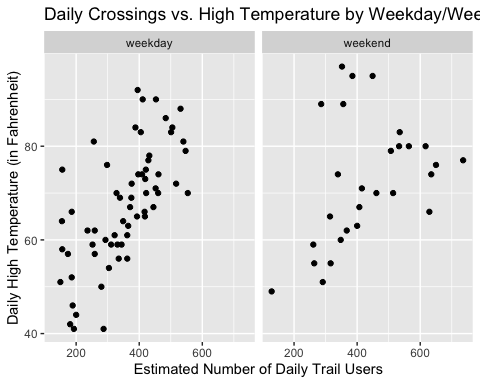 Daily Crossings vs. High Temperature by Weekday/Wee
weekday weekend
Daily High Temperature (in Fahrenheit)
80
60
40
200 400 600 200 400 600
Estimated Number of Daily Trail Users